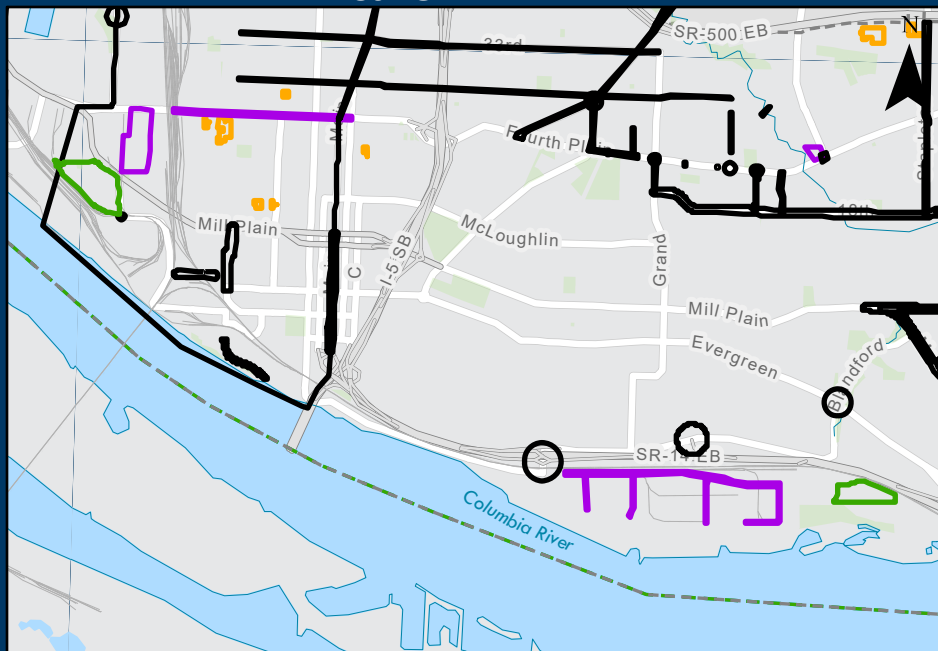 N
SR-500 EB
33rd
Fourth Plain
Mill Plain
McLoughlin
I-5 SB
C
Grand
Mill Plain
Evergreen
SR-14 EB
Columbia River